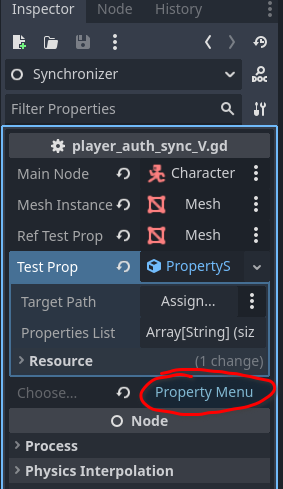 Inspector Node History
Synchronizer DOC
Filter Properties
player_auth_sync_V.gd
Main Node Character
Mesh Instance Mesh
Ref Test Prop Mesh
Test Prop PropertyS
Target Path Assign...
Properties List Array[String] (siz
Resource (1 change)
Choose... Property Menu
Node
Process
Physics Interpolation